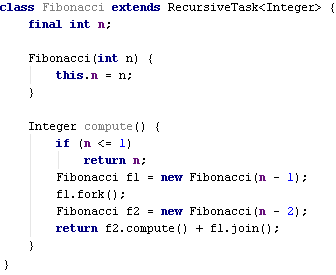 class Fibonacci extends RecursiveTask<Integer> {
    final int n;

    Fibonacci(int n) {
        this.n = n;
    }

    Integer compute() {
        if (n <= 1)
            return n;
        Fibonacci f1 = new Fibonacci(n - 1);
        f1.fork();
        Fibonacci f2 = new Fibonacci(n - 2);
        return f2.compute() + f1.join();
    }
}